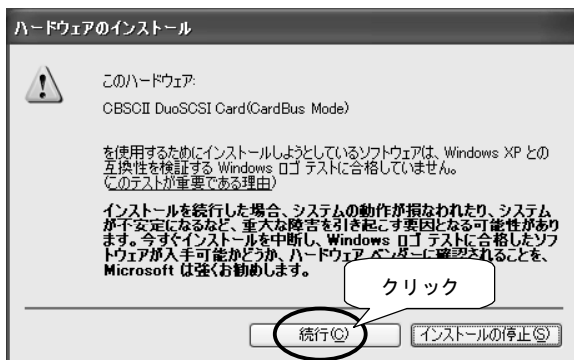 ハードウェアのインストール
このハードウェア:
CBSCII DuoSCSI Card(CardBus Mode)
を使用するためにインストールしようとしているソフトウェアは、Windows XP との
互換性を検証する Windows ロゴ テストに合格していません。
(このテストが重要である理由)
インストールを続行した場合、システムの動作が損なわれたり、システム
が不安定になるなど、重大な障害を引き起こす要因となる可能性があり
ます。今すぐインストールを中断し、Windows ロゴ テストに合格したソフ
トウェアが入手可能かどうか、ハードウェア ベンダーに確認されることを、
Microsoft は強くお勧めします。
クリック
続行(C)
インストールの停止(S)